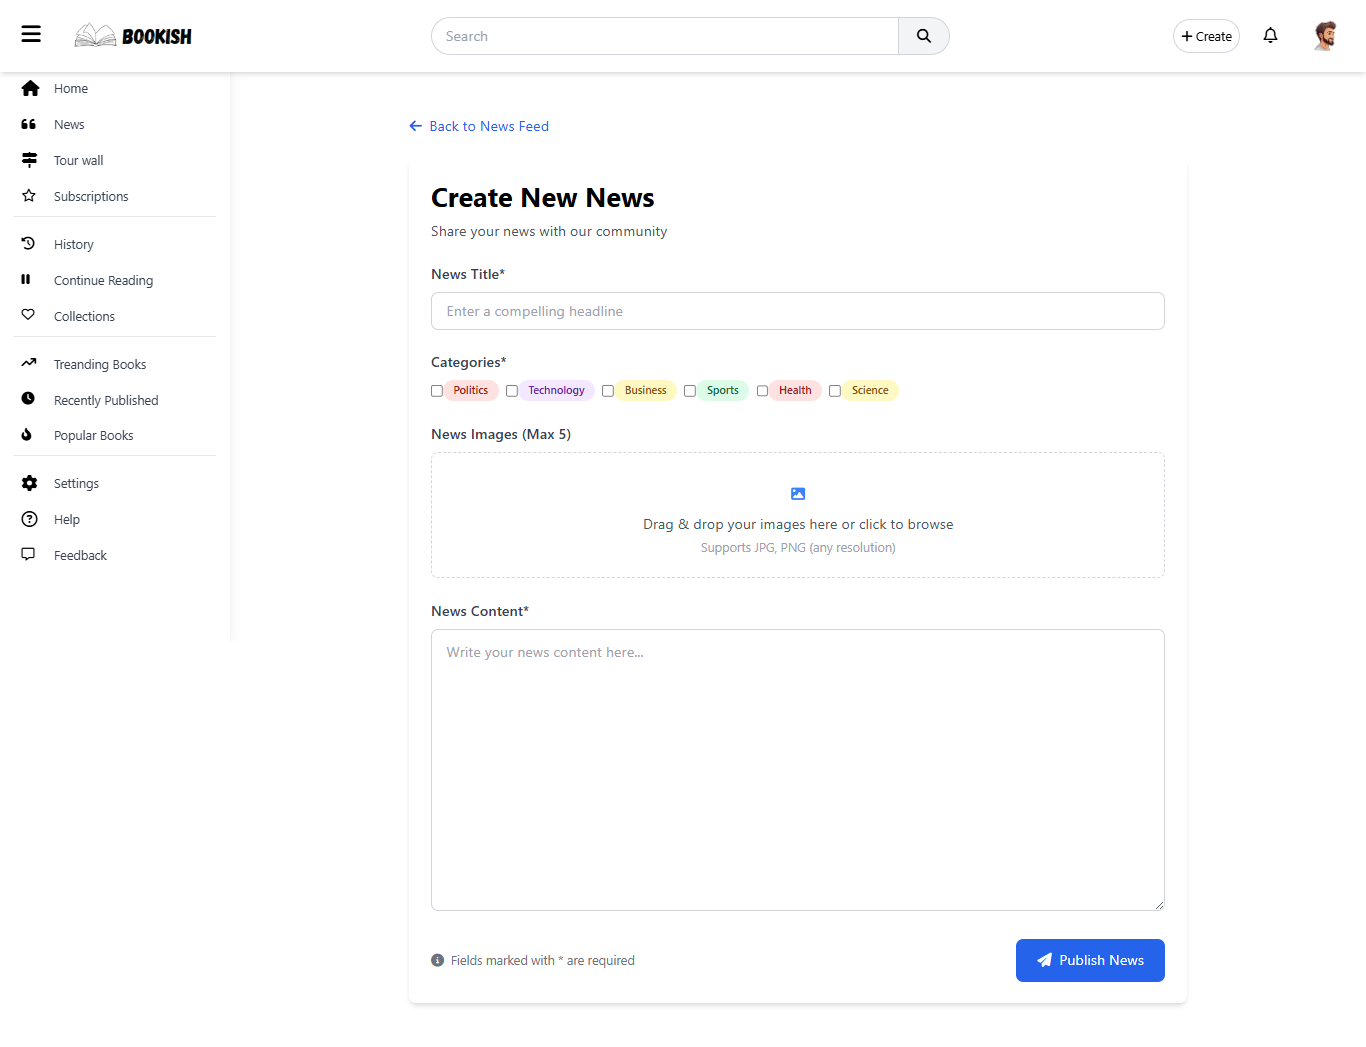 BOOKISH
Search
Create
Home
News
Tour wall
Subscriptions
History
Continue Reading
Collections
Treanding Books
Recently Published
Popular Books
Settings
Help
Feedback
Back to News Feed
Create New News
Share your news with our community
News Title*
Enter a compelling headline
Categories*
Politics Technology Business Sports Health Science
News Images (Max 5)
Drag & drop your images here or click to browse
Supports JPG, PNG (any resolution)
News Content*
Write your news content here...
Fields marked with * are required
Publish News